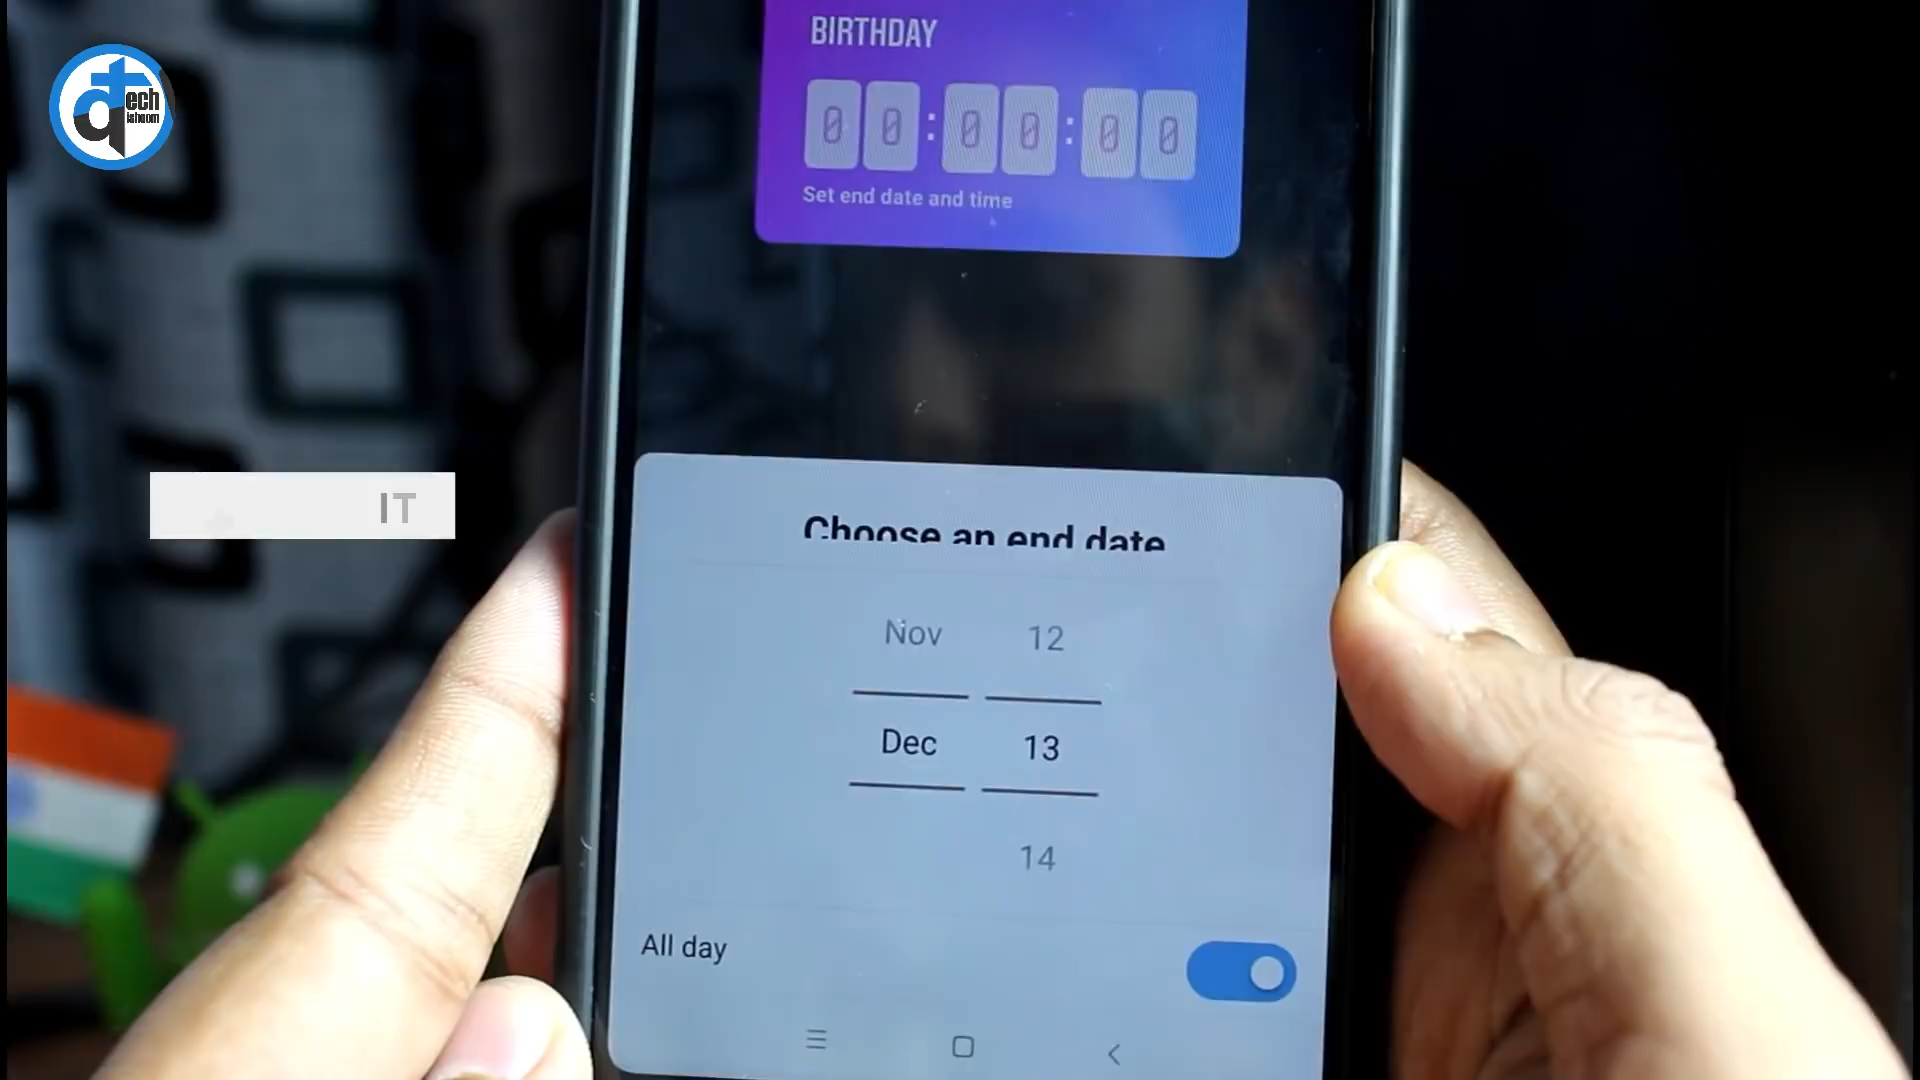 BIRTHDAY
00:00:00
Set end date and time
ech
ishoom
IT
Choose an end date
Nov 12
Dec 13
14
All day